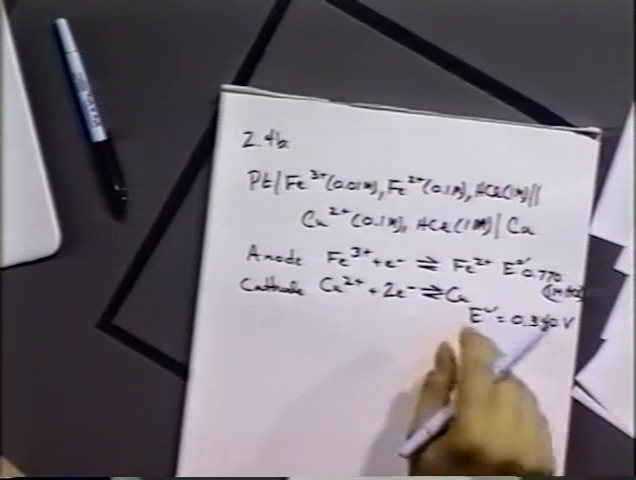 2.4b
Pt/Fe³⁺(0.01M), Fe²⁺(0.1M), HCl(1M)//
Cu²⁺(0.1M), HCl(1M)/Cu
Anode Fe³⁺+e⁻ ⇌ Fe²⁺ E°' 0.770
Cathode Cu²⁺+2e⁻ ⇌ Cu
E°' = 0.340 V